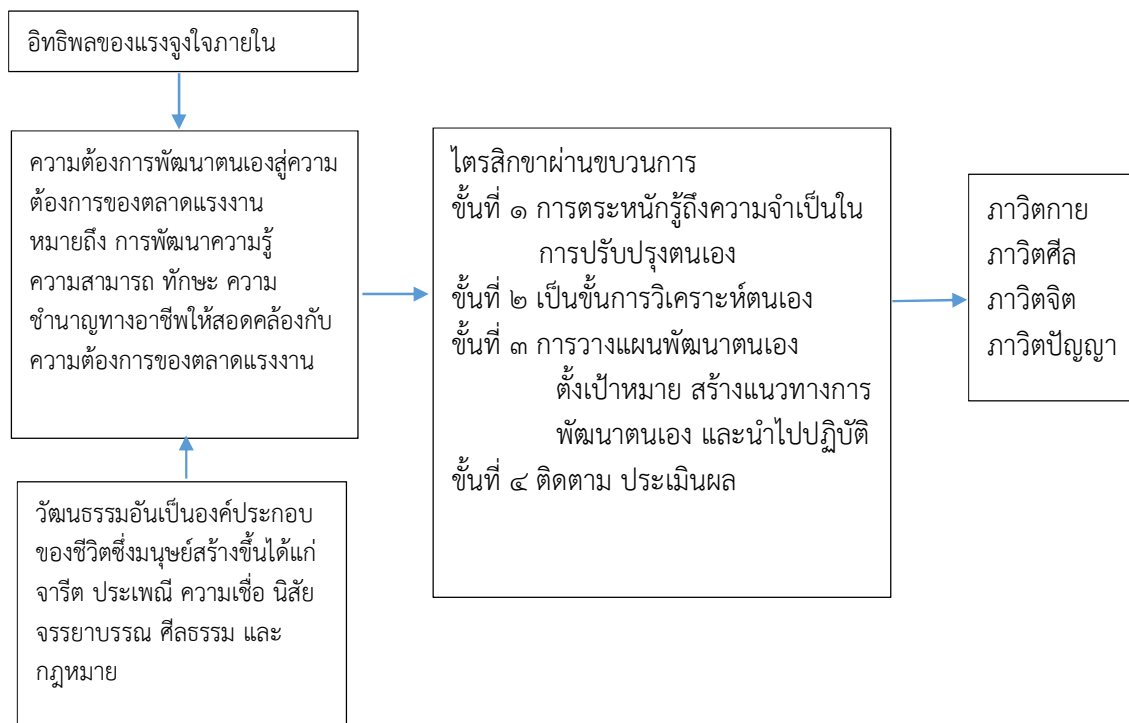 อิทธิพลของแรงจูงใจภายใน
ความต้องการพัฒนาตนเองสู่ความ
ต้องการของตลาดแรงงาน
หมายถึง การพัฒนาความรู้
ความสามารถ ทักษะ ความ
ชำนาญทางอาชีพให้สอดคล้องกับ
ความต้องการของตลาดแรงงาน
วัฒนธรรมอันเป็นองค์ประกอบ
ของชีวิตซึ่งมนุษย์สร้างขึ้นได้แก่
จารีต ประเพณี ความเชื่อ นิสัย
จรรยาบรรณ ศีลธรรม และ
กฎหมาย
ไตรสิกขาผ่านขบวนการ
ขั้นที่ ๑ การตระหนักรู้ถึงความจำเป็นใน
การปรับปรุงตนเอง
ขั้นที่ ๒ เป็นขั้นการวิเคราะห์ตนเอง
ขั้นที่ ๓ การวางแผนพัฒนาตนเอง
ตั้งเป้าหมาย สร้างแนวทางการ
พัฒนาตนเอง และนำไปปฏิบัติ
ขั้นที่ ๔ ติดตาม ประเมินผล
ภาวิตกาย
ภาวิตศีล
ภาวิตจิต
ภาวิตปัญญา